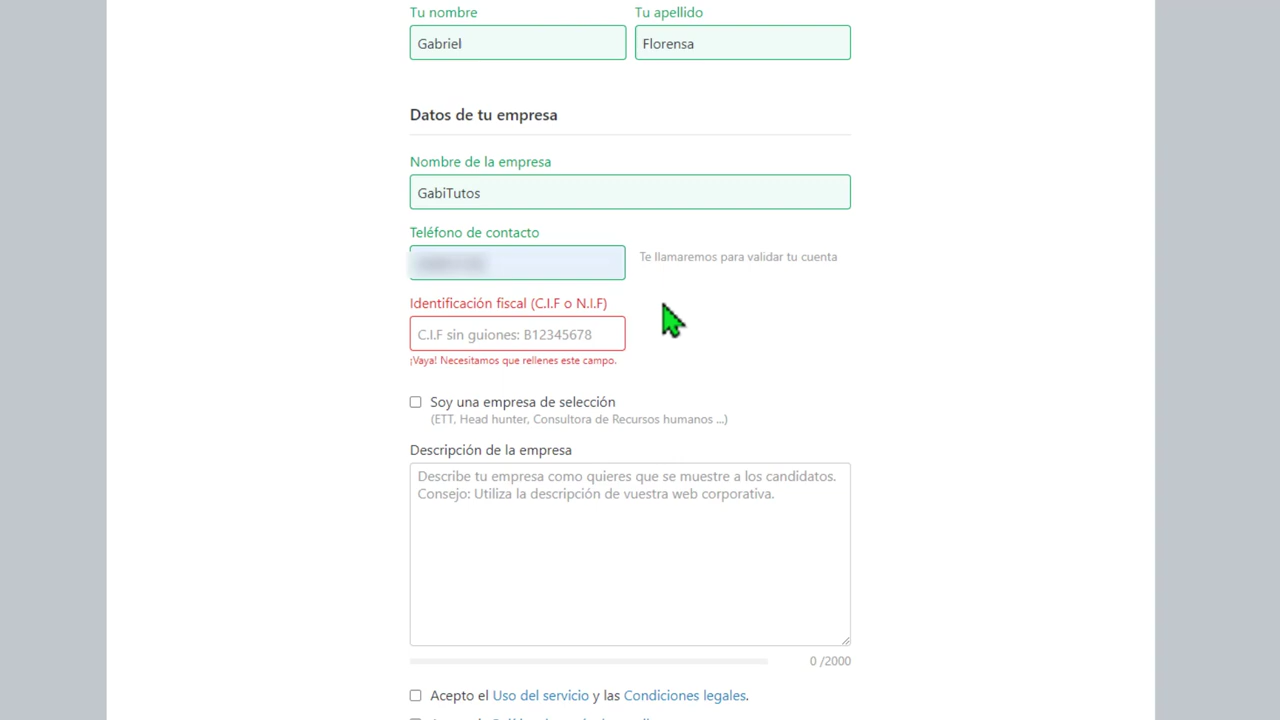 Tu nombre
Tu apellido
Gabriel
Florensa
Datos de tu empresa
Nombre de la empresa
GabiTutos
Teléfono de contacto
Te llamaremos para validar tu cuenta
Identificación fiscal (C.I.F o N.I.F)
C.I.F sin guiones: B12345678
¡Vaya! Necesitamos que rellenes este campo.
Soy una empresa de selección
(ETT, Head hunter, Consultora de Recursos humanos ...)
Descripción de la empresa
Describe tu empresa como quieres que se muestre a los candidatos.
Consejo: Utiliza la descripción de vuestra web corporativa.
0 /2000
Acepto el Uso del servicio y las Condiciones legales.